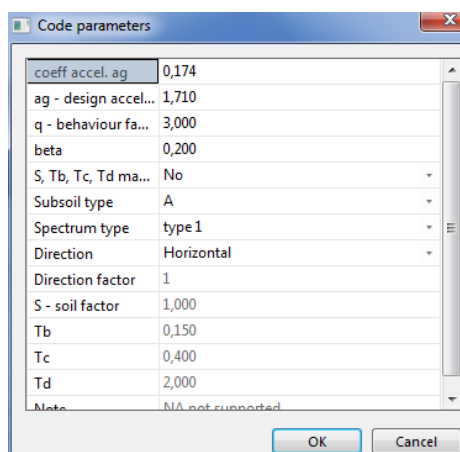 Code parameters
coeff accel. ag 0,174
ag - design accel... 1,710
q - behaviour fa... 3,000
beta 0,200
S, Tb, Tc, Td ma... No
Subsoil type A
Spectrum type type 1
Direction Horizontal
Direction factor 1
S - soil factor 1,000
Tb 0,150
Tc 0,400
Td 2,000
Note NA not supported
OK Cancel